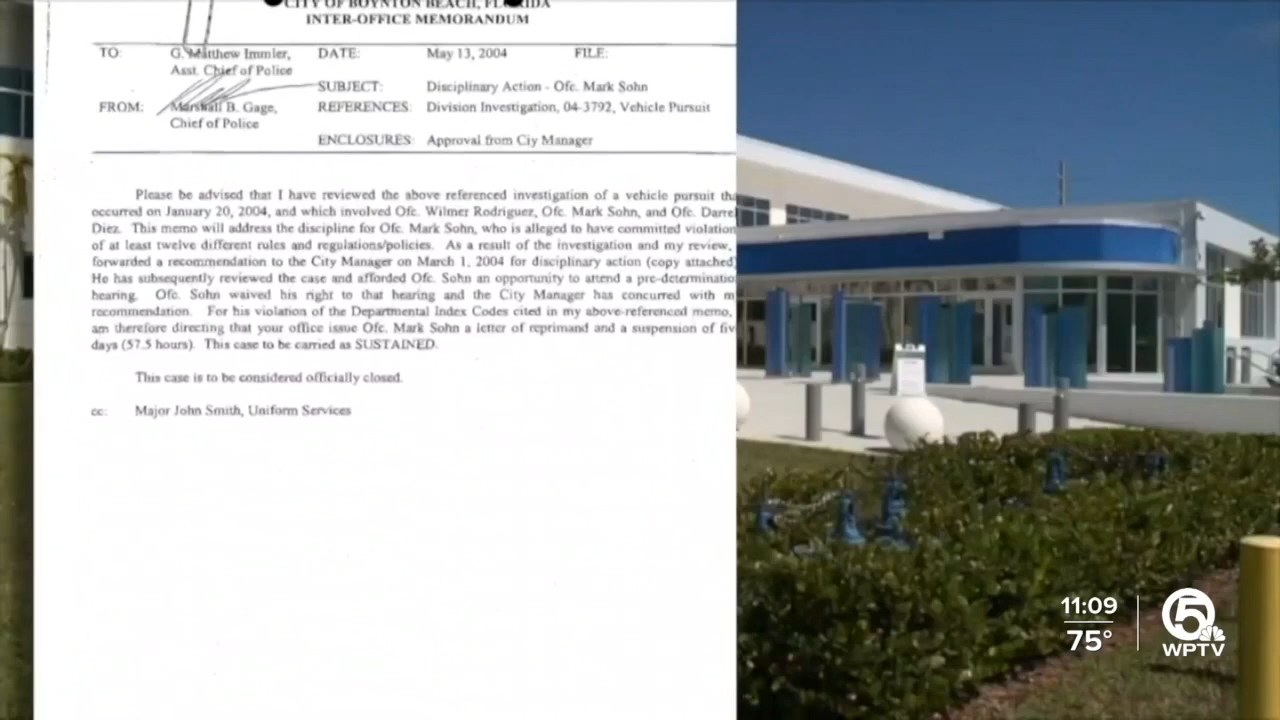 CITY OF BOYNTON BEACH, FLORIDA
INTER-OFFICE MEMORANDUM
TO: G. Matthew Immler, DATE: May 13, 2004 FILE:
Asst. Chief of Police
SUBJECT: Disciplinary Action - Ofc. Mark Sohn
FROM: Marshall B. Gage, REFERENCES: Division Investigation, 04-3792, Vehicle Pursuit
Chief of Police
ENCLOSURES: Approval from Ciy Manager
Please be advised that I have reviewed the above referenced investigation of a vehicle pursuit tha
occurred on January 20, 2004, and which involved Ofc. Wilmer Rodriguez, Ofc. Mark Sohn, and Ofc. Darrel
Diez. This memo will address the discipline for Ofc. Mark Sohn, who is alleged to have committed violation
of at least twelve different rules and regulations/policies. As a result of the investigation and my review,
forwarded a recommendation to the City Manager on March 1, 2004 for disciplinary action (copy attached)
He has subsequently reviewed the case and afforded Ofc. Sohn an opportunity to attend a pre-determinatio
hearing. Ofc. Sohn waived his right to that hearing and the City Manager has concurred with m
recommendation. For his violation of the Departmental Index Codes cited in my above-referenced memo,
am therefore directing that your office issue Ofc. Mark Sohn a letter of reprimand and a suspension of fiv
days (57.5 hours). This case to be carried as SUSTAINED.
This case is to be considered officially closed.
cc: Major John Smith, Uniform Services
11:09
75°
5
WPTV